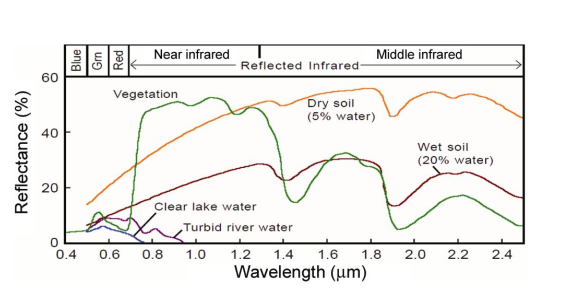 Blue
Grn
Red
Near infrared
Middle infrared
Reflected Infrared
60
40
20
0
Reflectance (%)
Vegetation
Dry soil
(5% water)
Wet soil
(20% water)
Clear lake water
Turbid river water
0.4 0.6 0.8 1.0 1.2 1.4 1.6 1.8 2.0 2.2 2.4
Wavelength (μm)